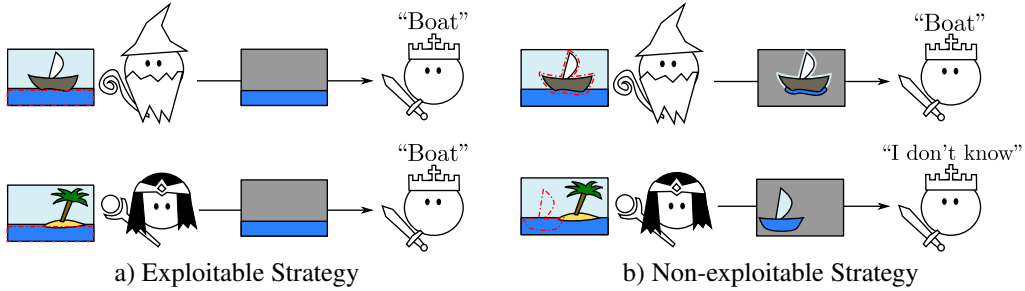 “Boat”
“Boat”
“Boat”
“I don’t know”
a) Exploitable Strategy
b) Non-exploitable Strategy